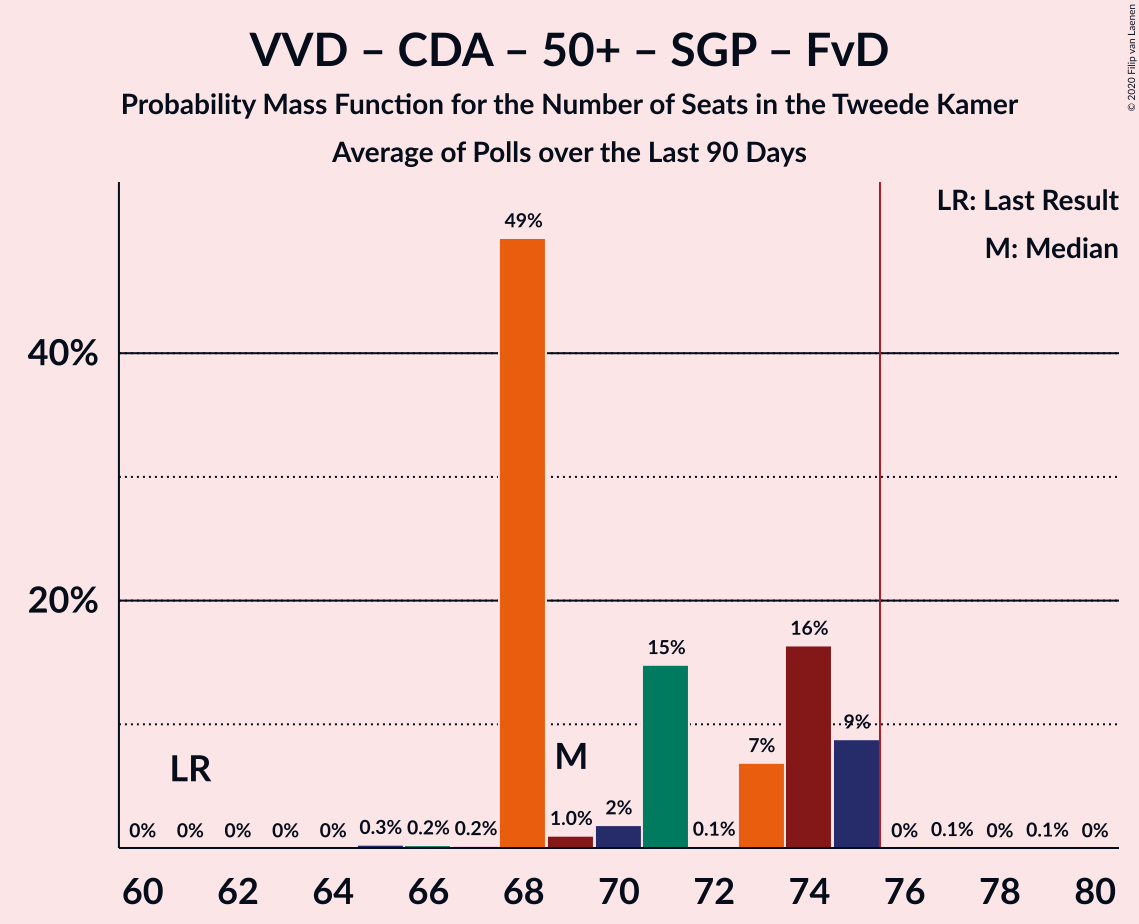 VVD – CDA – 50+ – SGP – FvD
Probability Mass Function for the Number of Seats in the Tweede Kamer
Average of Polls over the Last 90 Days
© 2020 Filip van Laenen
LR: Last Result
M: Median
49%
40%
20%
16%
15%
9%
7%
LR
M
0% 0% 0% 0% 0% 0.3% 0.2% 0.2% 1.0% 2% 0.1% 0% 0.1% 0% 0.1% 0%
60 62 64 66 68 70 72 74 76 78 80